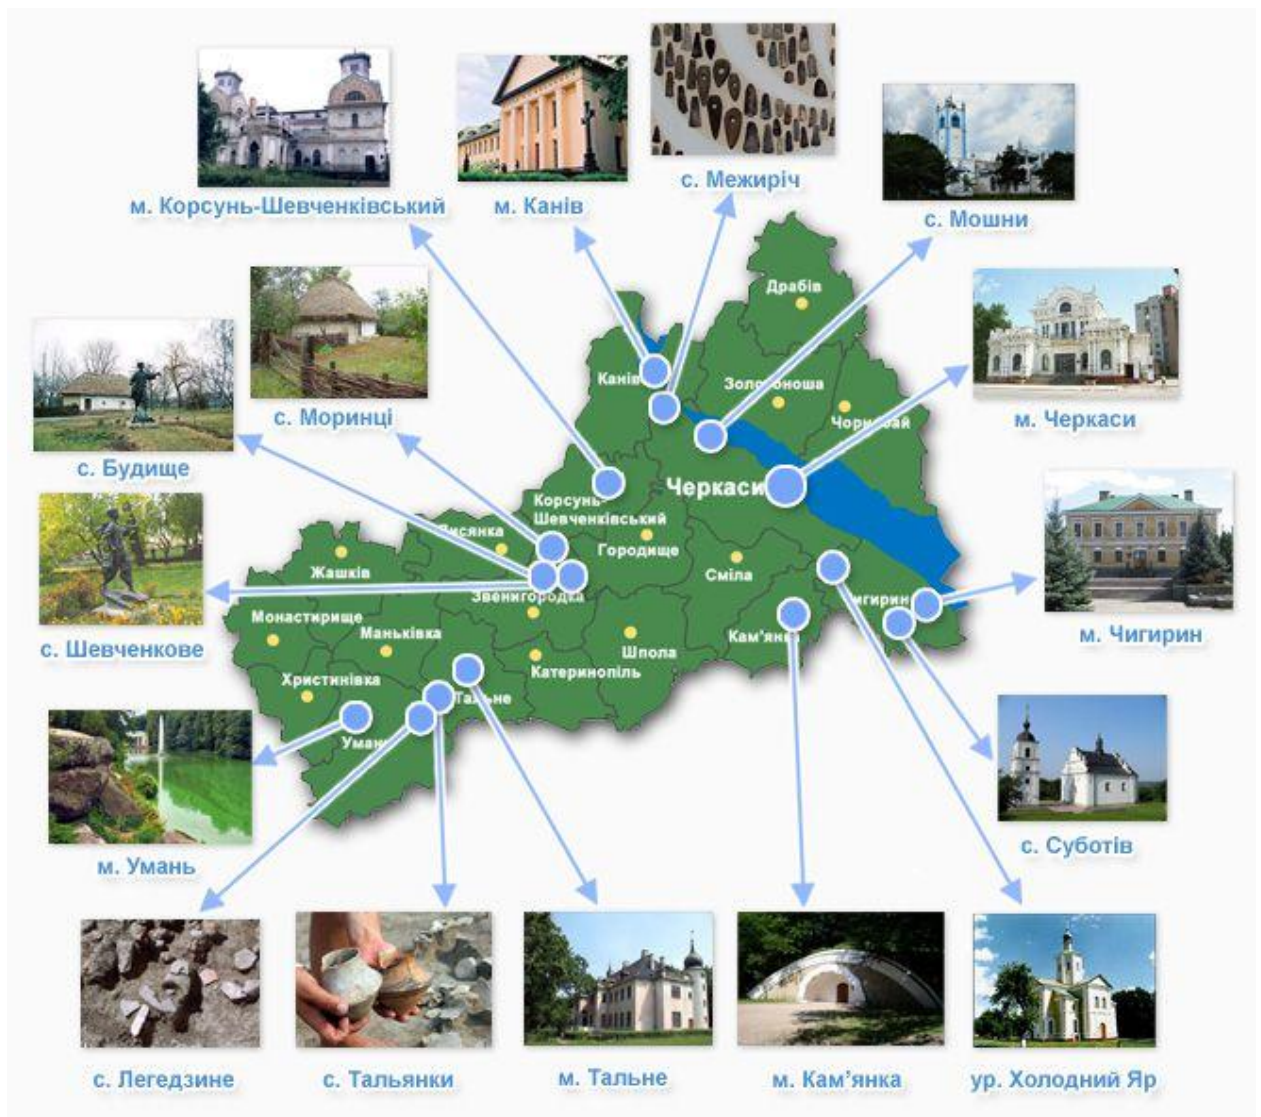 м. Корсунь-Шевченківський
м. Канів
с. Межиріч
с. Мошни
с. Моринці
с. Будище
м. Черкаси
с. Шевченкове
м. Чигирин
м. Умань
с. Суботів
с. Легедзине
с. Тальянки
м. Тальне
м. Кам’янка
ур. Холодний Яр
Драбів
Канів
Золотоноша
Чорнобай
Черкаси
Корсунь-
Шевченківський
Лисянка
Городище
Жашків
Сміла
Звенигородка
Чигирин
Монастирище
Маньківка
Кам’янка
Шпола
Христинівка
Катеринопіль
Тальне
Умань